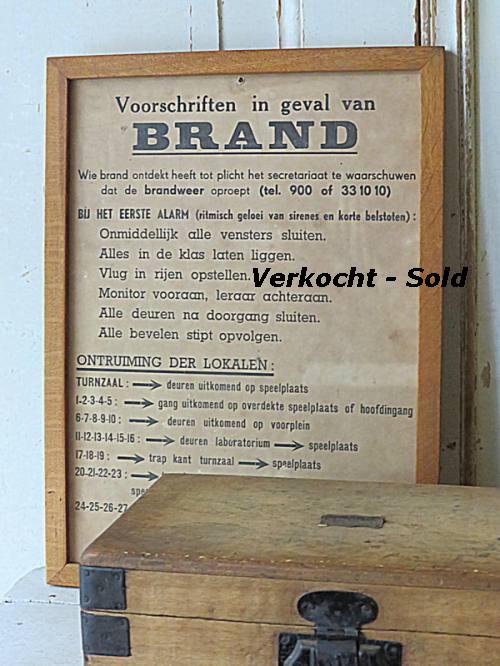 Voorschriften in geval van
BRAND
Wie brand ontdekt heeft tot plicht het secretariaat te waarschuwen
dat de brandweer oproept (tel. 900 of 33 10 10)
BIJ HET EERSTE ALARM (ritmisch geloei van sirenes en korte belstoten) :
Onmiddellijk alle vensters sluiten.
Alles in de klas laten liggen.
Vlug in rijen opstellen.
Verkocht - Sold
Monitor vooraan, leraar achteraan.
Alle deuren na doorgang sluiten.
Alle bevelen stipt opvolgen.
ONTRUIMING DER LOKALEN :
TURNZAAL : → deuren uitkomend op speelplaats
1-2-3-4-5 : → gang uitkomend op overdekte speelplaats of hoofdingang
6-7-8-9-10 : → deuren uitkomend op voorplein
11-12-13-14-15-16 : → deuren laboratorium → speelplaats
17-18-19 : → trap kant turnzaal → speelplaats
20-21-22-23 : →
24-25-26-27